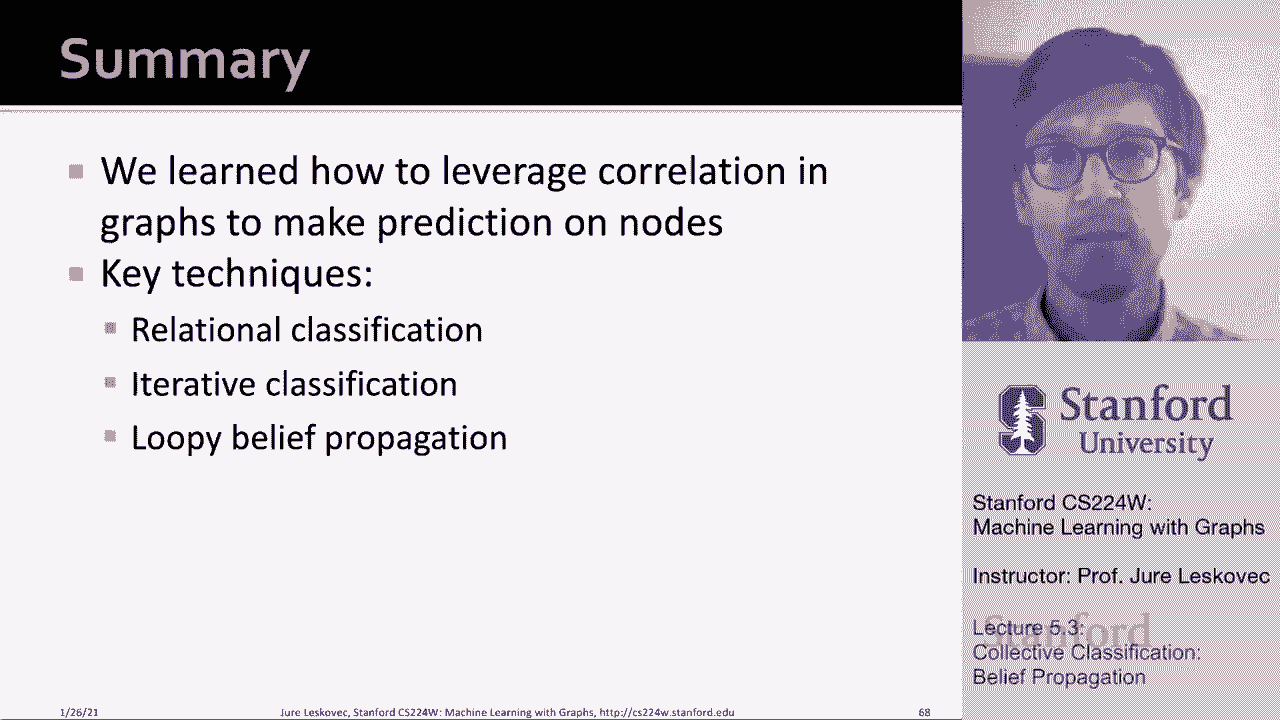 Summary
We learned how to leverage correlation in
graphs to make prediction on nodes
Key techniques:
Relational classification
Iterative classification
Loopy belief propagation
1/26/21
Jure Leskovec, Stanford CS224W: Machine Learning with Graphs, http://cs224w.stanford.edu
68
Stanford
University
Stanford CS224W:
Machine Learning with Graphs
Instructor: Prof. Jure Leskovec
Lecture 5.3:
Stanford
Collective Classification:
Belief Propagation